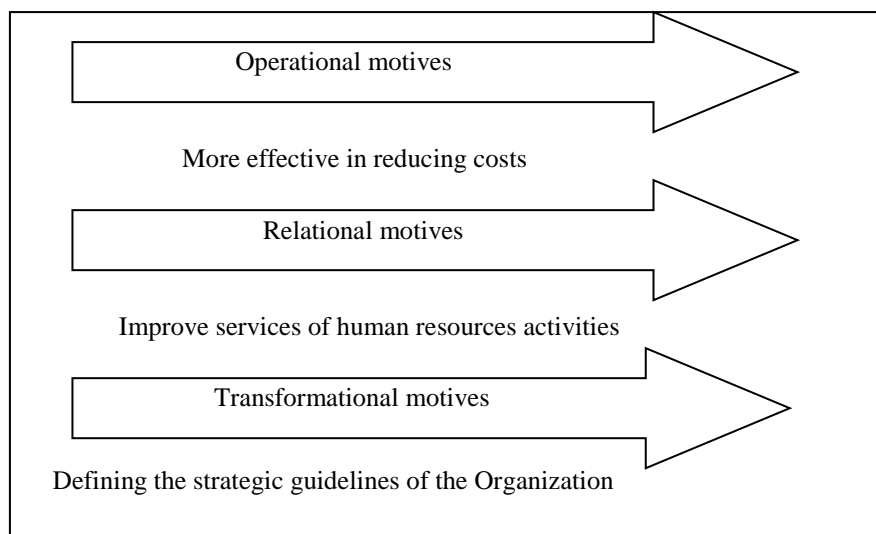 Operational motives
More effective in reducing costs
Relational motives
Improve services of human resources activities
Transformational motives
Defining the strategic guidelines of the Organization